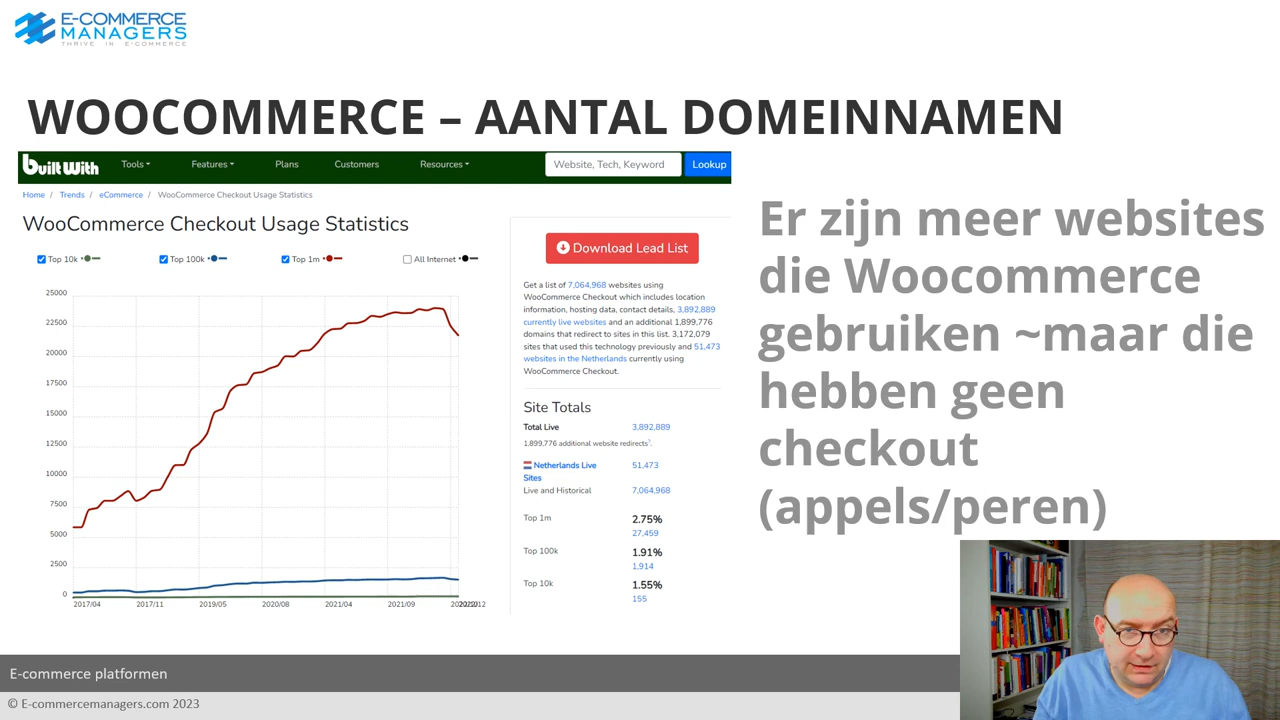 E-COMMERCE
MANAGERS
THRIVE IN E-COMMERCE
WOOCOMMERCE – AANTAL DOMEINNAMEN
built With
Tools
Features
Plans
Customers
Resources
Website, Tech, Keyword
Lookup
Home / Trends / eCommerce / WooCommerce Checkout Usage Statistics
WooCommerce Checkout Usage Statistics
Top 10k
Top 100k
Top 1m
All Internet
25000
22500
20000
17500
15000
12500
10000
7500
5000
2500
0
2017/04
2017/11
2019/05
2020/08
2021/04
2021/09
Download Lead List
Get a list of 7,064,968 websites using
WooCommerce Checkout which includes location
information, hosting data, contact details, 3,892,889
currently live websites and an additional 1,899,776
domains that redirect to sites in this list. 3,172,079
sites that used this technology previously and 51,473
websites in the Netherlands currently using
WooCommerce Checkout.
Site Totals
Total Live 3,892,889
1,899,776 additional website redirects?.
Netherlands Live 51,473
Sites
Live and Historical 7,064,968
Top 1m 2.75%
27,459
Top 100k 1.91%
1,914
Top 10k 1.55%
155
Er zijn meer websites
die Woocommerce
gebruiken ~maar die
hebben geen
checkout
(appels/peren)
E-commerce platformen
© E-commercemanagers.com 2023